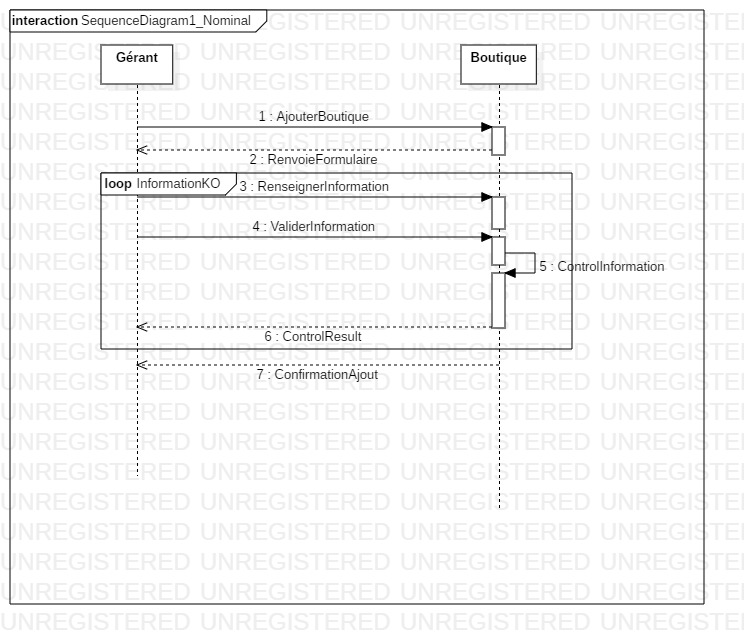 interaction SequenceDiagram1_Nominal
Gérant
Boutique
1 : AjouterBoutique
2 : RenvoieFormulaire
loop InformationKO
3 : RenseignerInformation
4 : ValiderInformation
5 : ControlInformation
6 : ControlResult
7 : ConfirmationAjout
UNREGISTERED UNREGISTERED UNREGISTERED UNREGISTERED